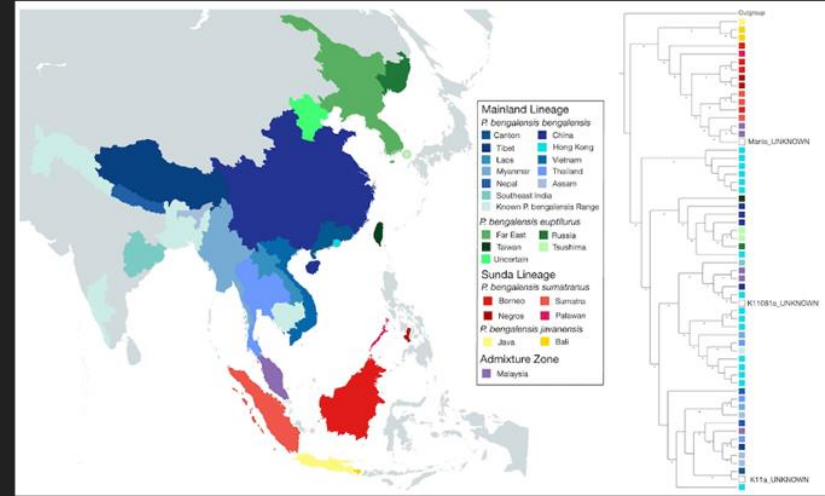 Mainland Lineage
P. bengalensis bengalensis
Canton China
Tibet Hong Kong
Laos Vietnam
Myanmar Thailand
Nepal Assam
Southeast India
Known P. bengalensis Range
P. bengalensis euptilurus
Far East Russia
Taiwan Tsushima
Uncertain
Sunda Lineage
P. bengalensis sumatranus
Borneo Sumatra
Negros Palawan
P. bengalensis javanensis
Java Bali
Admixture Zone
Malaysia
Outgroup
K11081a_UNKNOWN
K11a_UNKNOWN